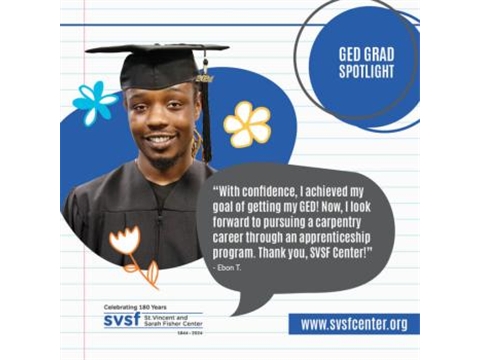 GED GRAD
SPOTLIGHT
“With confidence, I achieved my
goal of getting my GED! Now, I look
forward to pursuing a carpentry
career through an apprenticeship
program. Thank you, SVSF Center!”
- Ebon T.
Celebrating 180 Years
svsf
St. Vincent and
Sarah Fisher Center
1844 - 2024
www.svsfcenter.org